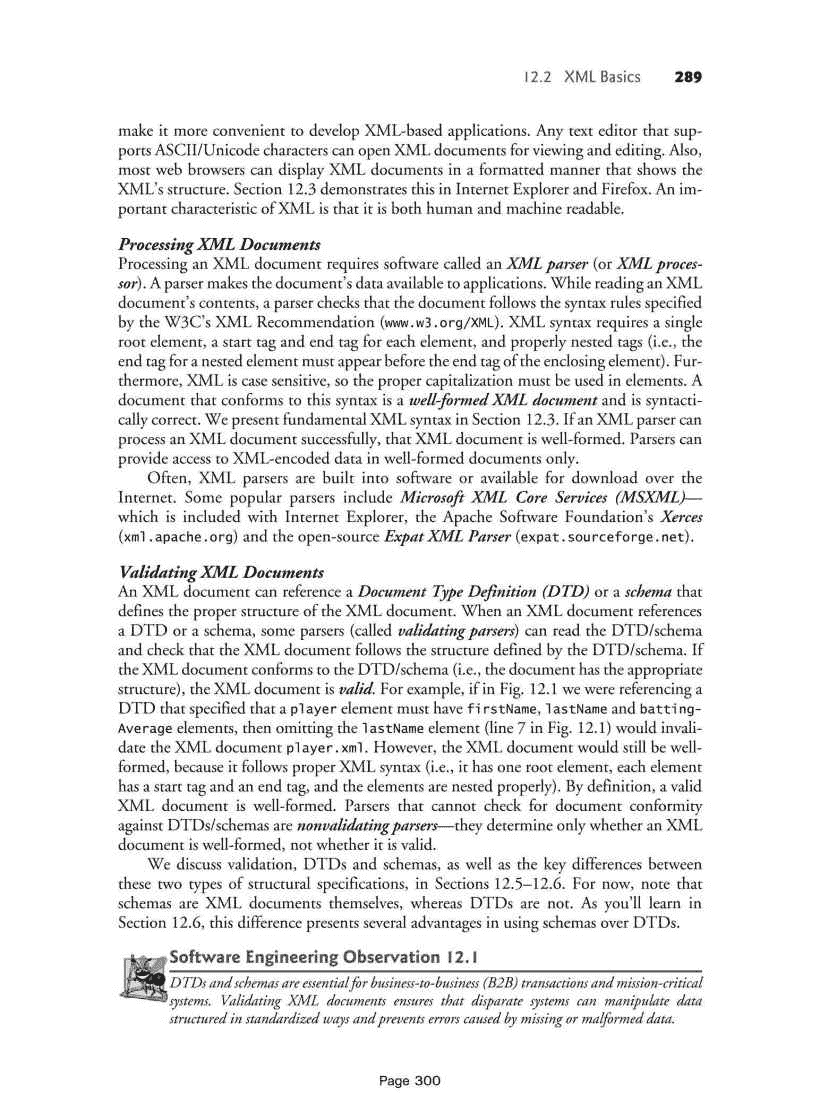 12.2 XML Basics 289
make it more convenient to develop XML-based applications. Any text editor that sup-
ports ASCII/Unicode characters can open XML documents for viewing and editing. Also,
most web browsers can display XML documents in a formatted manner that shows the
XML's structure. Section 12.3 demonstrates this in Internet Explorer and Firefox. An im-
portant characteristic of XML is that it is both human and machine readable.
Processing XML Documents
Processing an XML document requires software called an XML parser (or XML proces-
sor). A parser makes the document's data available to applications. While reading an XML
document's contents, a parser checks that the document follows the syntax rules specified
by the W3C's XML Recommendation (www.w3.org/XML). XML syntax requires a single
root element, a start tag and end tag for each element, and properly nested tags (i.e., the
end tag for a nested element must appear before the end tag of the enclosing element). Fur-
thermore, XML is case sensitive, so the proper capitalization must be used in elements. A
document that conforms to this syntax is a well-formed XML document and is syntacti-
cally correct. We present fundamental XML syntax in Section 12.3. If an XML parser can
process an XML document successfully, that XML document is well-formed. Parsers can
provide access to XML-encoded data in well-formed documents only.
Often, XML parsers are built into software or available for download over the
Internet. Some popular parsers include Microsoft XML Core Services (MSXML)—
which is included with Internet Explorer, the Apache Software Foundation's Xerces
(xml.apache.org) and the open-source Expat XML Parser (expat.sourceforge.net).
Validating XML Documents
An XML document can reference a Document Type Definition (DTD) or a schema that
defines the proper structure of the XML document. When an XML document references
a DTD or a schema, some parsers (called validating parsers) can read the DTD/schema
and check that the XML document follows the structure defined by the DTD/schema. If
the XML document conforms to the DTD/schema (i.e., the document has the appropriate
structure), the XML document is valid. For example, if in Fig. 12.1 we were referencing a
DTD that specified that a player element must have firstName, lastName and batting-
Average elements, then omitting the lastName element (line 7 in Fig. 12.1) would invali-
date the XML document player.xml. However, the XML document would still be well-
formed, because it follows proper XML syntax (i.e., it has one root element, each element
has a start tag and an end tag, and the elements are nested properly). By definition, a valid
XML document is well-formed. Parsers that cannot check for document conformity
against DTDs/schemas are nonvalidating parsers—they determine only whether an XML
document is well-formed, not whether it is valid.
We discuss validation, DTDs and schemas, as well as the key differences between
these two types of structural specifications, in Sections 12.5–12.6. For now, note that
schemas are XML documents themselves, whereas DTDs are not. As you'll learn in
Section 12.6, this difference presents several advantages in using schemas over DTDs.
Software Engineering Observation 12.1
DTDs and schemas are essential for business-to-business (B2B) transactions and mission-critical
systems. Validating XML documents ensures that disparate systems can manipulate data
structured in standardized ways and prevents errors caused by missing or malformed data.
Page 300